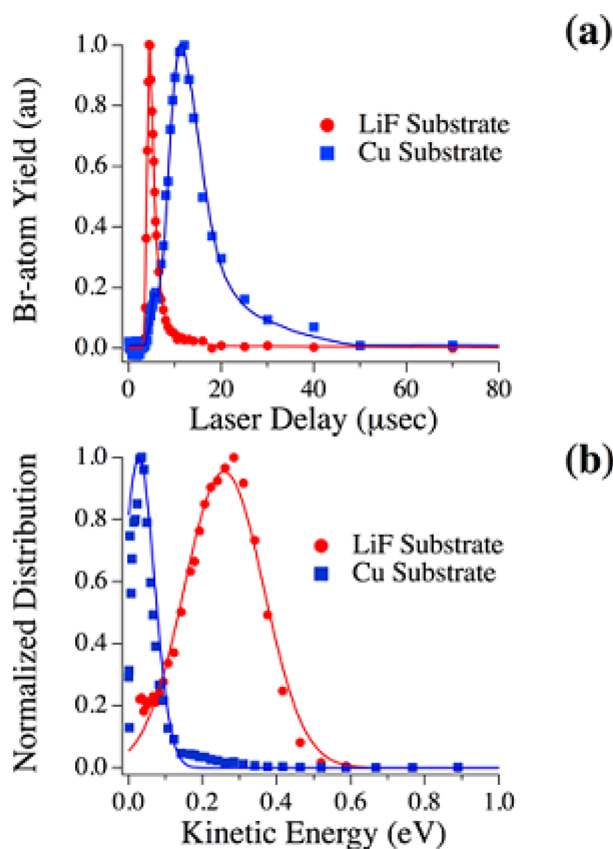 (a)
1.0
0.8
0.6
0.4
0.2
0.0
Br-atom Yield (au)
LiF Substrate
Cu Substrate
0 20 40 60 80
Laser Delay (μsec)
(b)
1.0
0.8
0.6
0.4
0.2
0.0
Normalized Distribution
LiF Substrate
Cu Substrate
0.0 0.2 0.4 0.6 0.8 1.0
Kinetic Energy (eV)